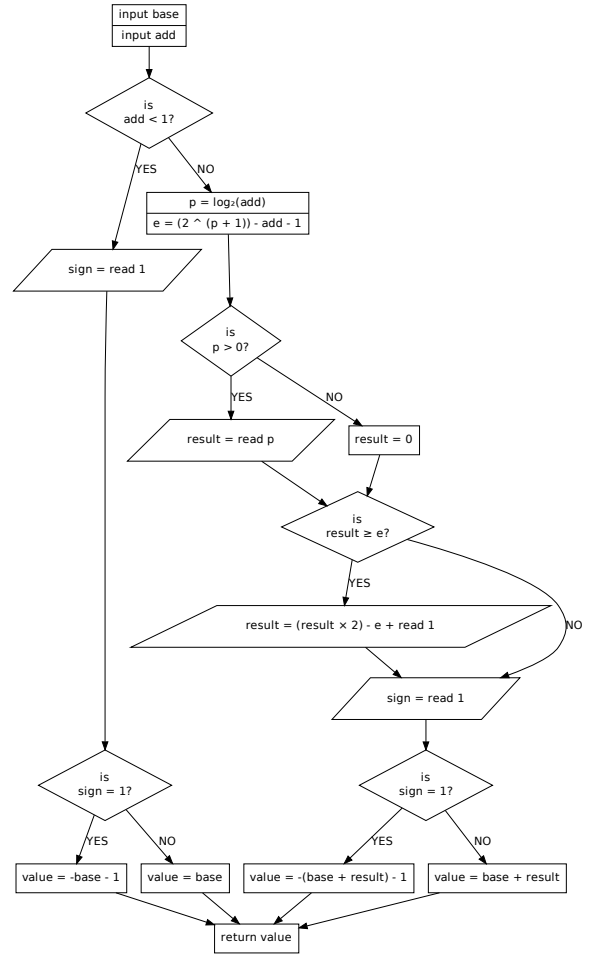 input base
input add
is
add < 1?
YES
NO
p = log₂(add)
e = (2 ^ (p + 1)) - add - 1
sign = read 1
is
p > 0?
YES
NO
result = read p
result = 0
is
result ≥ e?
YES
NO
result = (result × 2) - e + read 1
sign = read 1
is
sign = 1?
is
sign = 1?
YES
NO
YES
NO
value = -base - 1
value = base
value = -(base + result) - 1
value = base + result
return value